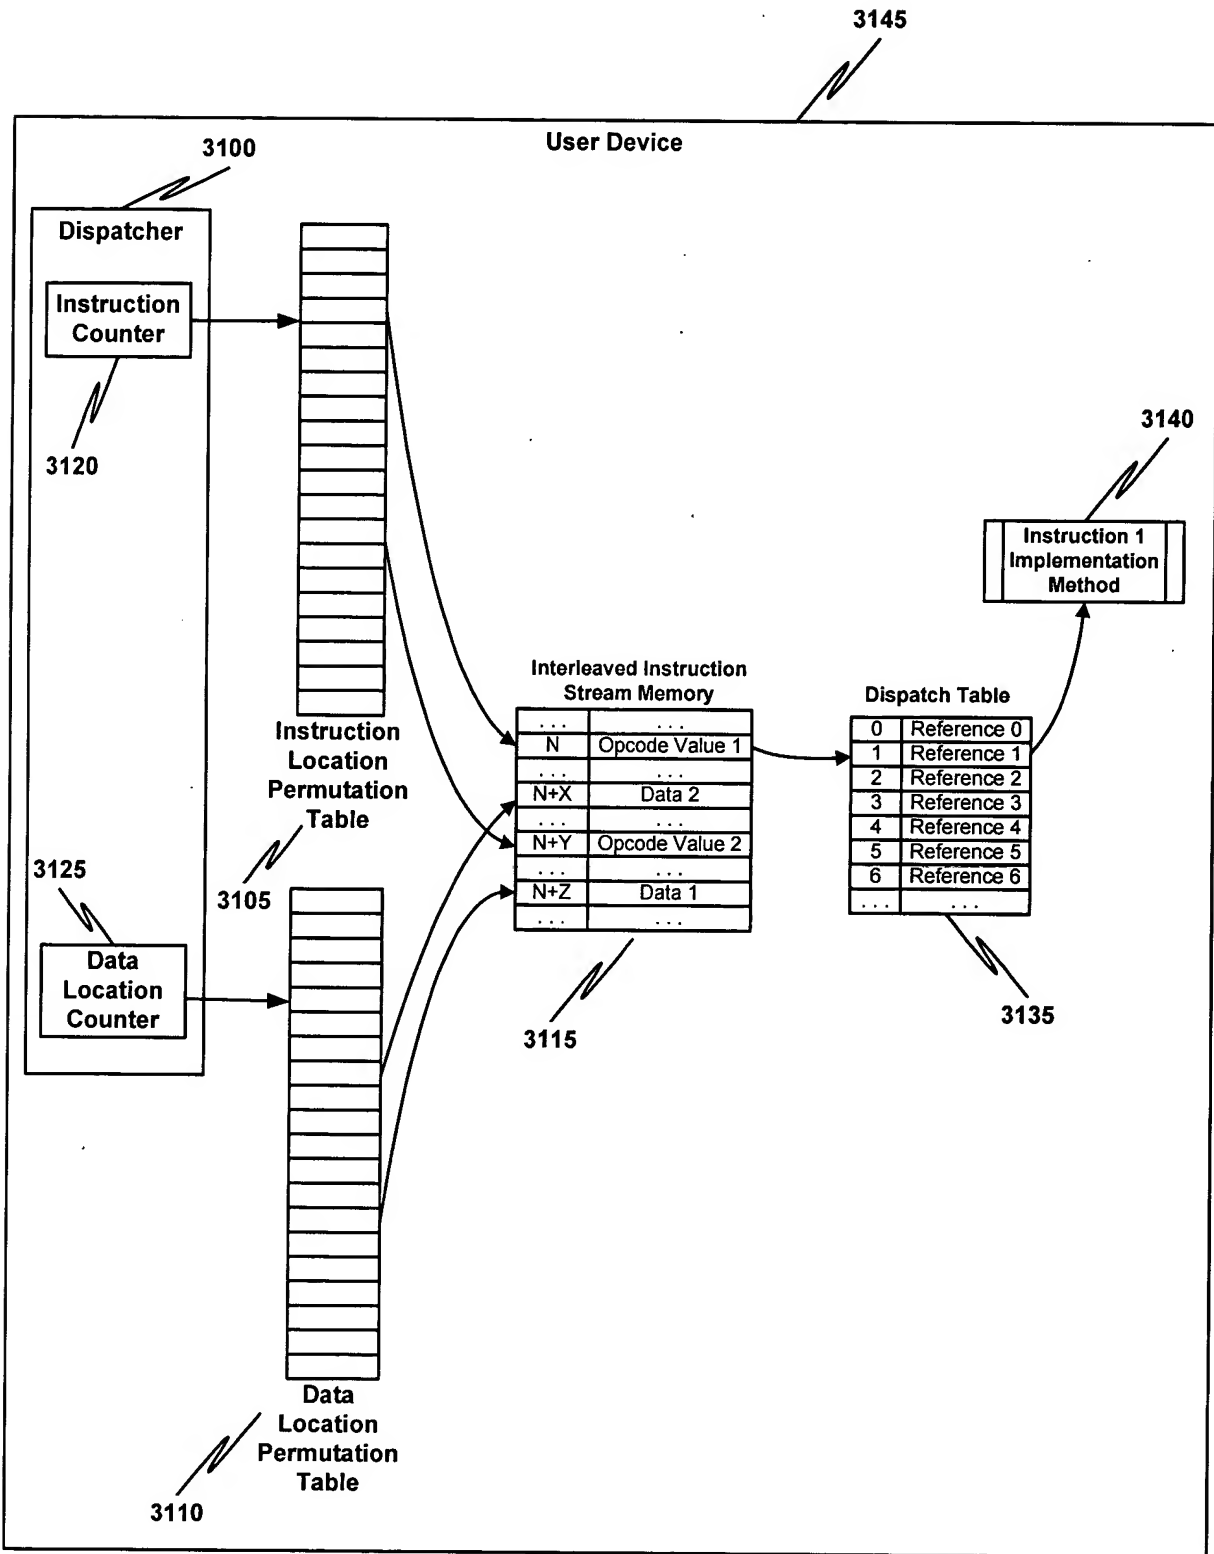 3145
User Device
3100
Dispatcher
Instruction
Counter
3120
3140
Instruction 1
Implementation
Method
Interleaved Instruction
Stream Memory
. . . . . .
N Opcode Value 1
. . . . . .
N+X Data 2
. . . . . .
N+Y Opcode Value 2
. . . . . .
N+Z Data 1
. . . . . .
3115
Dispatch Table
0 Reference 0
1 Reference 1
2 Reference 2
3 Reference 3
4 Reference 4
5 Reference 5
6 Reference 6
. . . . . .
3135
Instruction
Location
Permutation
Table
3105
3125
Data
Location
Counter
Data
Location
Permutation
Table
3110